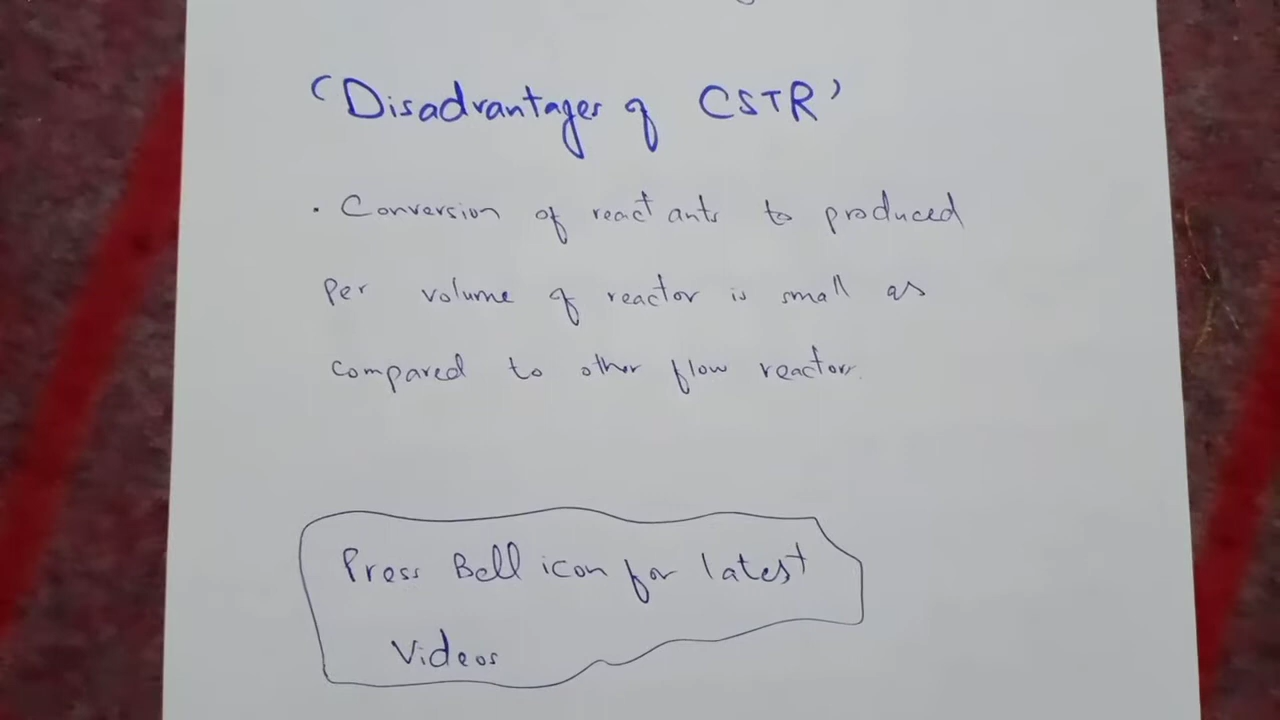 (Disadvantages of CSTR)
. Conversion of reactants to produced
Per volume of reactor is small as
compared to other flow reactors.
Press Bell icon for latest
Videos